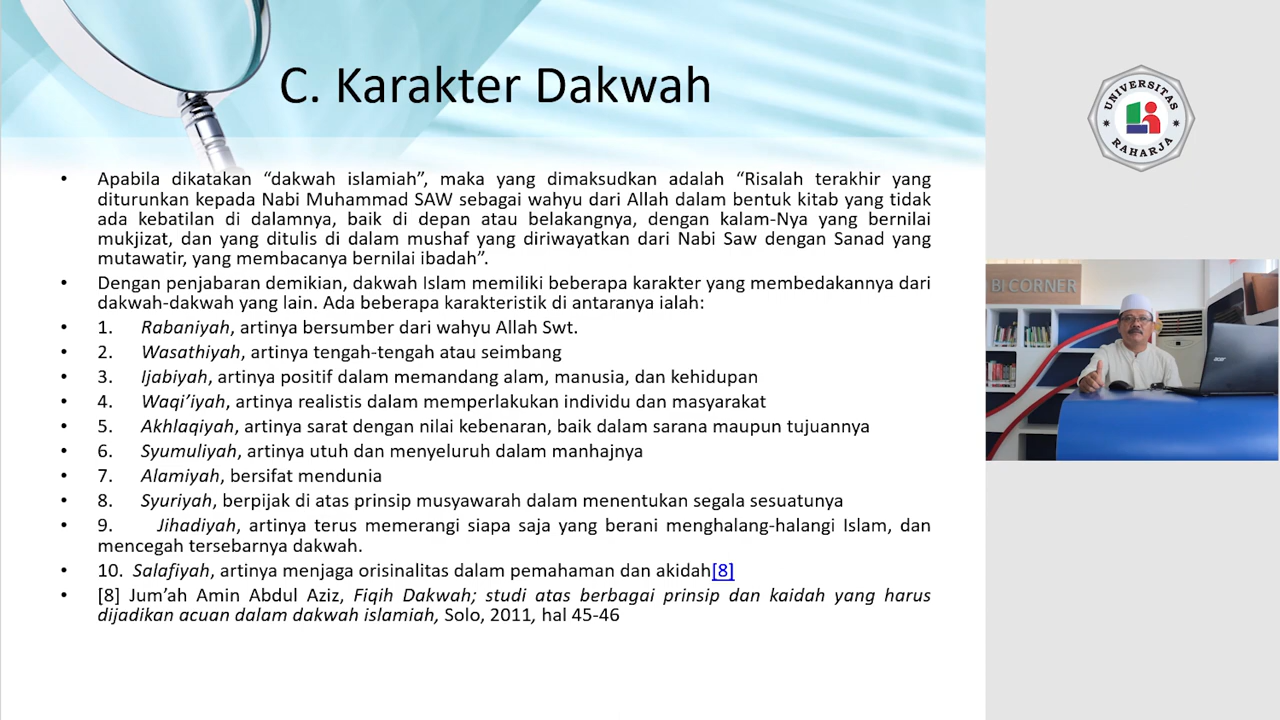 C. Karakter Dakwah
• Apabila dikatakan “dakwah islamiah”, maka yang dimaksudkan adalah “Risalah terakhir yang
diturunkan kepada Nabi Muhammad SAW sebagai wahyu dari Allah dalam bentuk kitab yang tidak
ada kebatilan di dalamnya, baik di depan atau belakangnya, dengan kalam-Nya yang bernilai
mukjizat, dan yang ditulis di dalam mushaf yang diriwayatkan dari Nabi Saw dengan Sanad yang
mutawatir, yang membacanya bernilai ibadah”.
• Dengan penjabaran demikian, dakwah Islam memiliki beberapa karakter yang membedakannya dari
dakwah-dakwah yang lain. Ada beberapa karakteristik di antaranya ialah:
• 1. Rabaniyah, artinya bersumber dari wahyu Allah Swt.
• 2. Wasathiyah, artinya tengah-tengah atau seimbang
• 3. Ijabiyah, artinya positif dalam memandang alam, manusia, dan kehidupan
• 4. Waqi’iyah, artinya realistis dalam memperlakukan individu dan masyarakat
• 5. Akhlaqiyah, artinya sarat dengan nilai kebenaran, baik dalam sarana maupun tujuannya
• 6. Syumuliyah, artinya utuh dan menyeluruh dalam manhajnya
• 7. Alamiyah, bersifat mendunia
• 8. Syuriyah, berpijak di atas prinsip musyawarah dalam menentukan segala sesuatunya
• 9. Jihadiyah, artinya terus memerangi siapa saja yang berani menghalang-halangi Islam, dan
mencegah tersebarnya dakwah.
• 10. Salafiyah, artinya menjaga orisinalitas dalam pemahaman dan akidah[8]
• [8] Jum’ah Amin Abdul Aziz, Fiqih Dakwah; studi atas berbagai prinsip dan kaidah yang harus
dijadikan acuan dalam dakwah islamiah, Solo, 2011, hal 45-46
UNIVERSITAS
RAHARJA
BI CORNER
acer